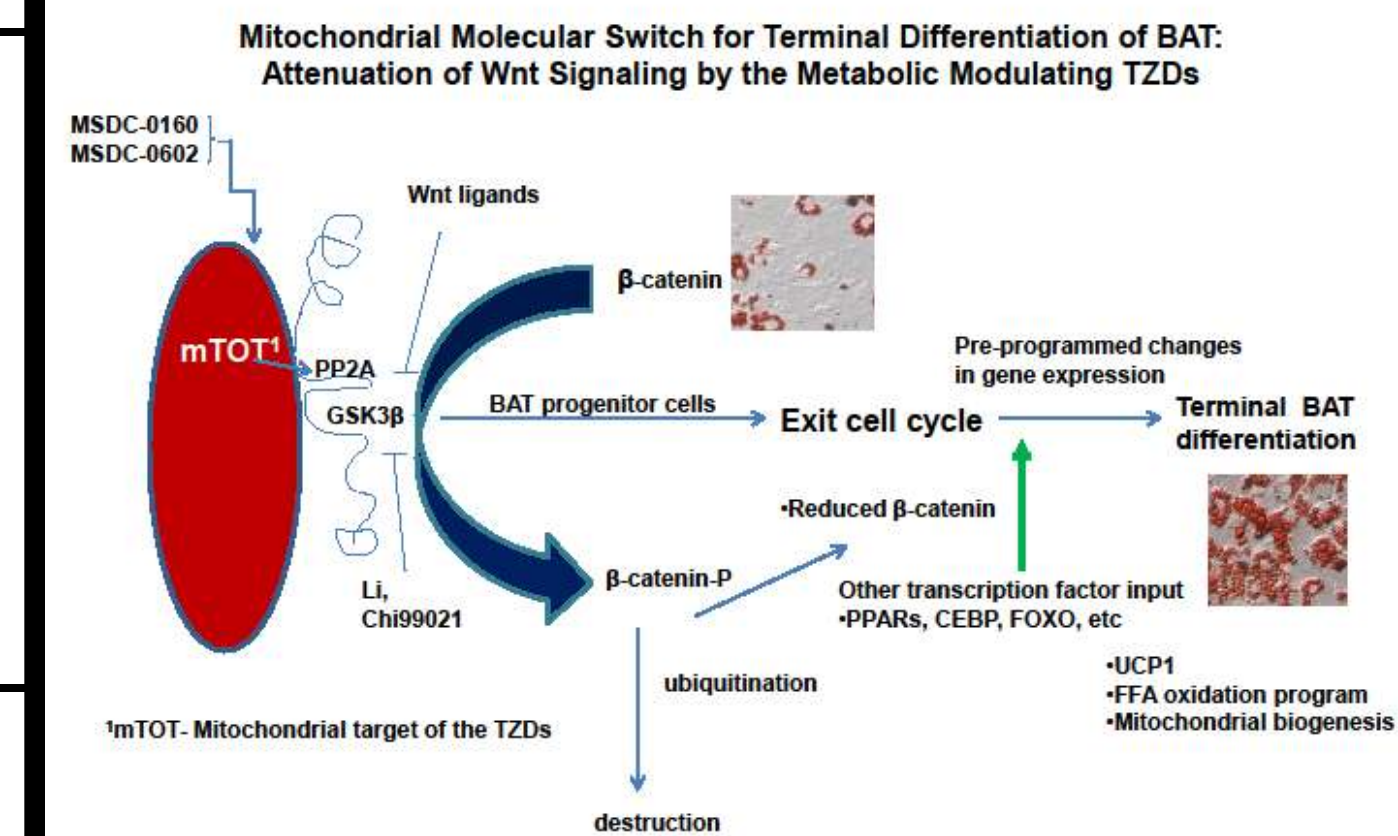 Mitochondrial Molecular Switch for Terminal Differentiation of BAT:
Attenuation of Wnt Signaling by the Metabolic Modulating TZDs
MSDC-0160
MSDC-0602
Wnt ligands
β-catenin
mTOT¹
PP2A
GSK3β
BAT progenitor cells
Exit cell cycle
Pre-programmed changes
in gene expression
Terminal BAT
differentiation
•Reduced β-catenin
β-catenin-P
Li,
Chi99021
Other transcription factor input
•PPARs, CEBP, FOXO, etc
ubiquitination
•UCP1
•FFA oxidation program
•Mitochondrial biogenesis
¹mTOT- Mitochondrial target of the TZDs
destruction